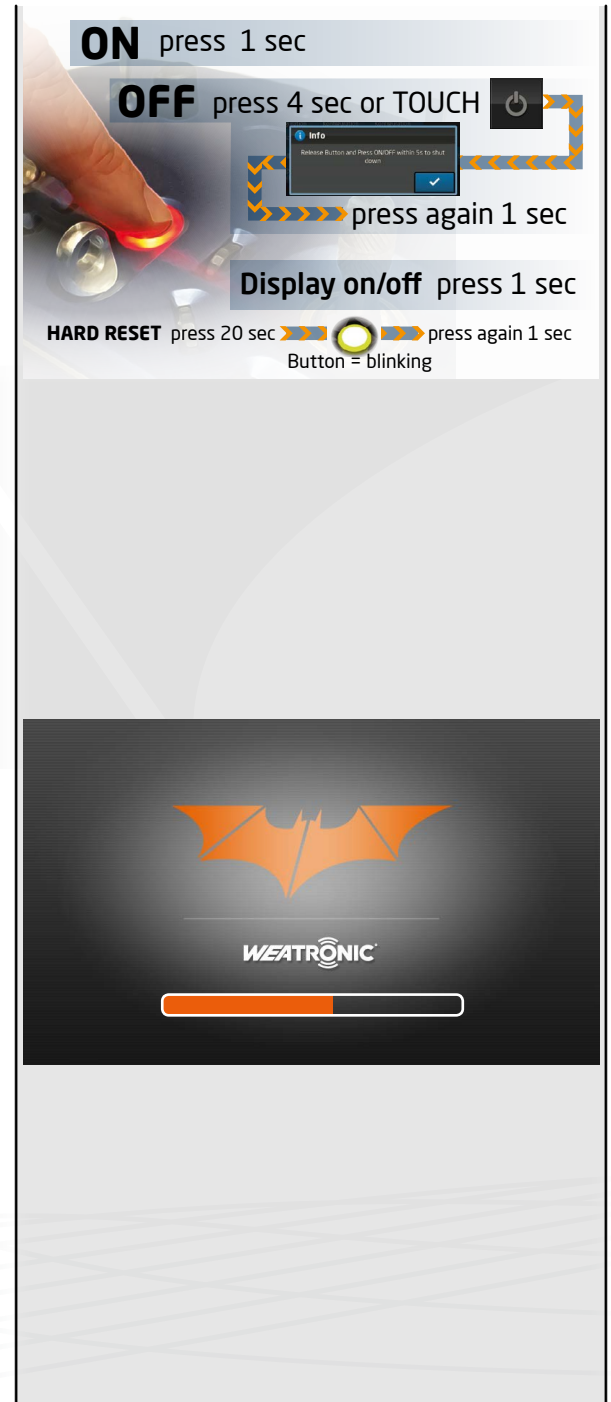 ON press 1 sec
OFF press 4 sec or TOUCH
Info
Release Button and Press ON/OFF within 5s to shut
down
press again 1 sec
Display on/off press 1 sec
HARD RESET press 20 sec press again 1 sec
Button = blinking
WEATRONIC